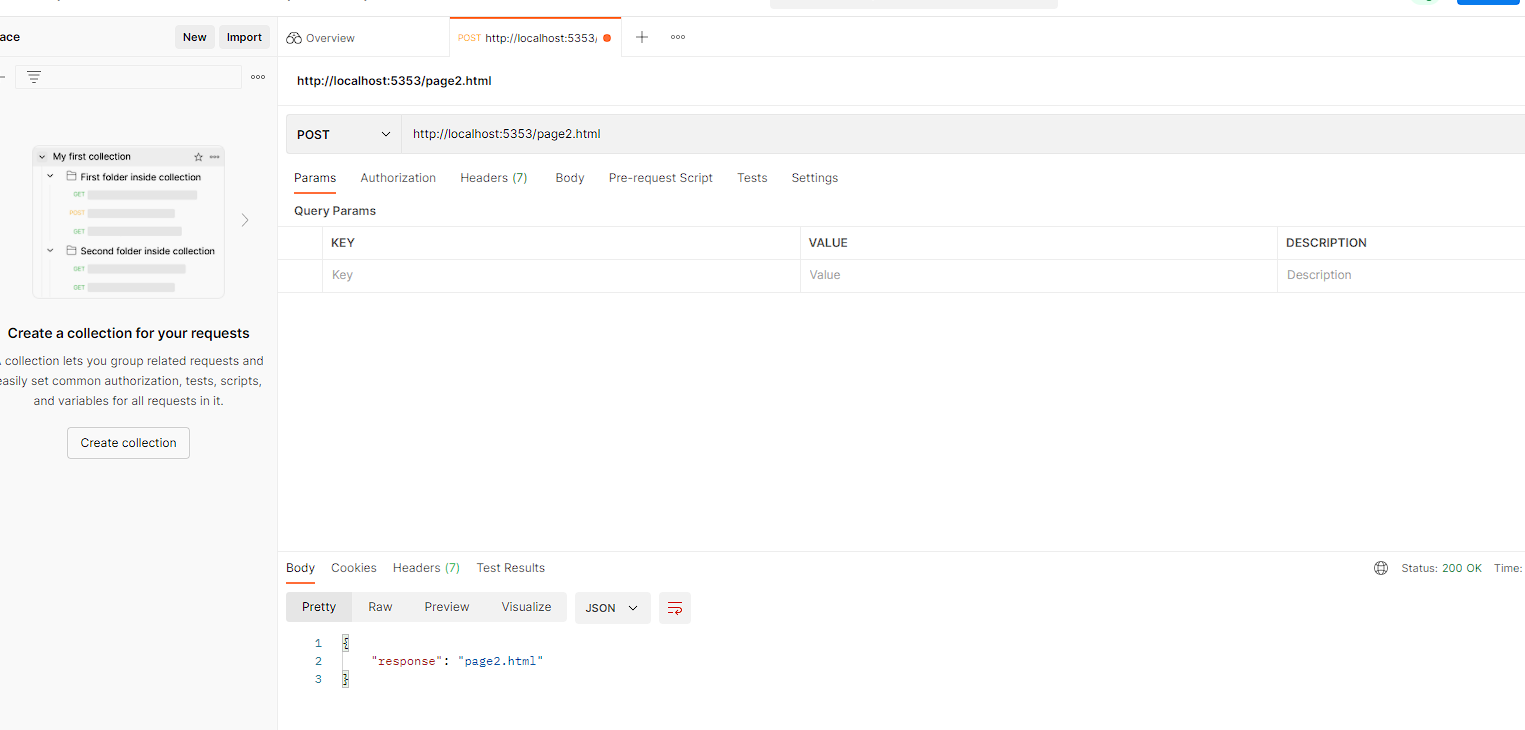 ace
New
Import
Overview
POST http://localhost:5353/
http://localhost:5353/page2.html
POST
http://localhost:5353/page2.html
Params
Authorization
Headers (7)
Body
Pre-request Script
Tests
Settings
Query Params
KEY
VALUE
DESCRIPTION
Key
Value
Description
My first collection
First folder inside collection
GET
POST
GET
Second folder inside collection
GET
GET
Create a collection for your requests
collection lets you group related requests and
easily set common authorization, tests, scripts,
and variables for all requests in it.
Create collection
Body
Cookies
Headers (7)
Test Results
Status: 200 OK
Time:
Pretty
Raw
Preview
Visualize
JSON
1 {
2 "response": "page2.html"
3 }